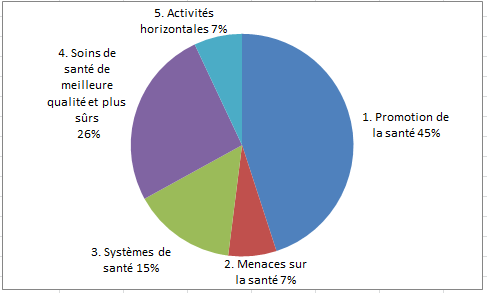 5. Activités
horizontales 7%
4. Soins de
santé de
meilleure
qualité et plus
sûrs
26%
1. Promotion de
la santé 45%
3. Systèmes de
santé 15%
2. Menaces sur
la santé 7%